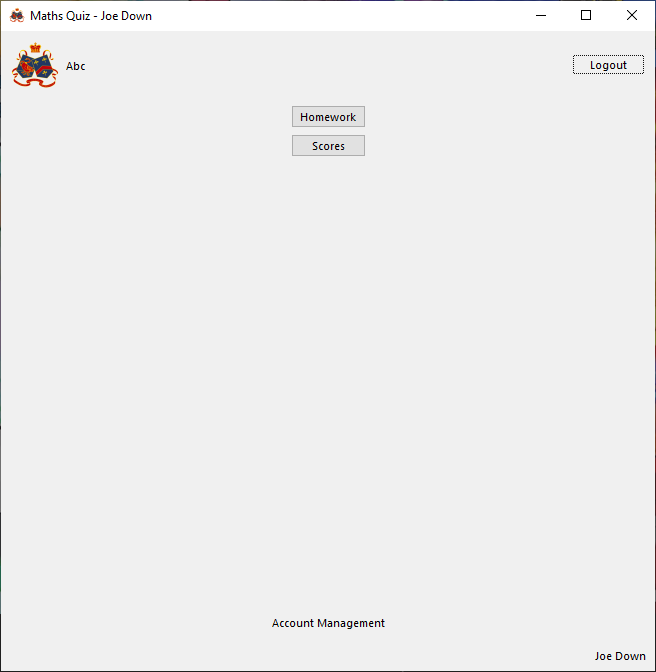 Maths Quiz - Joe Down
Abc
Logout
Homework
Scores
Account Management
Joe Down